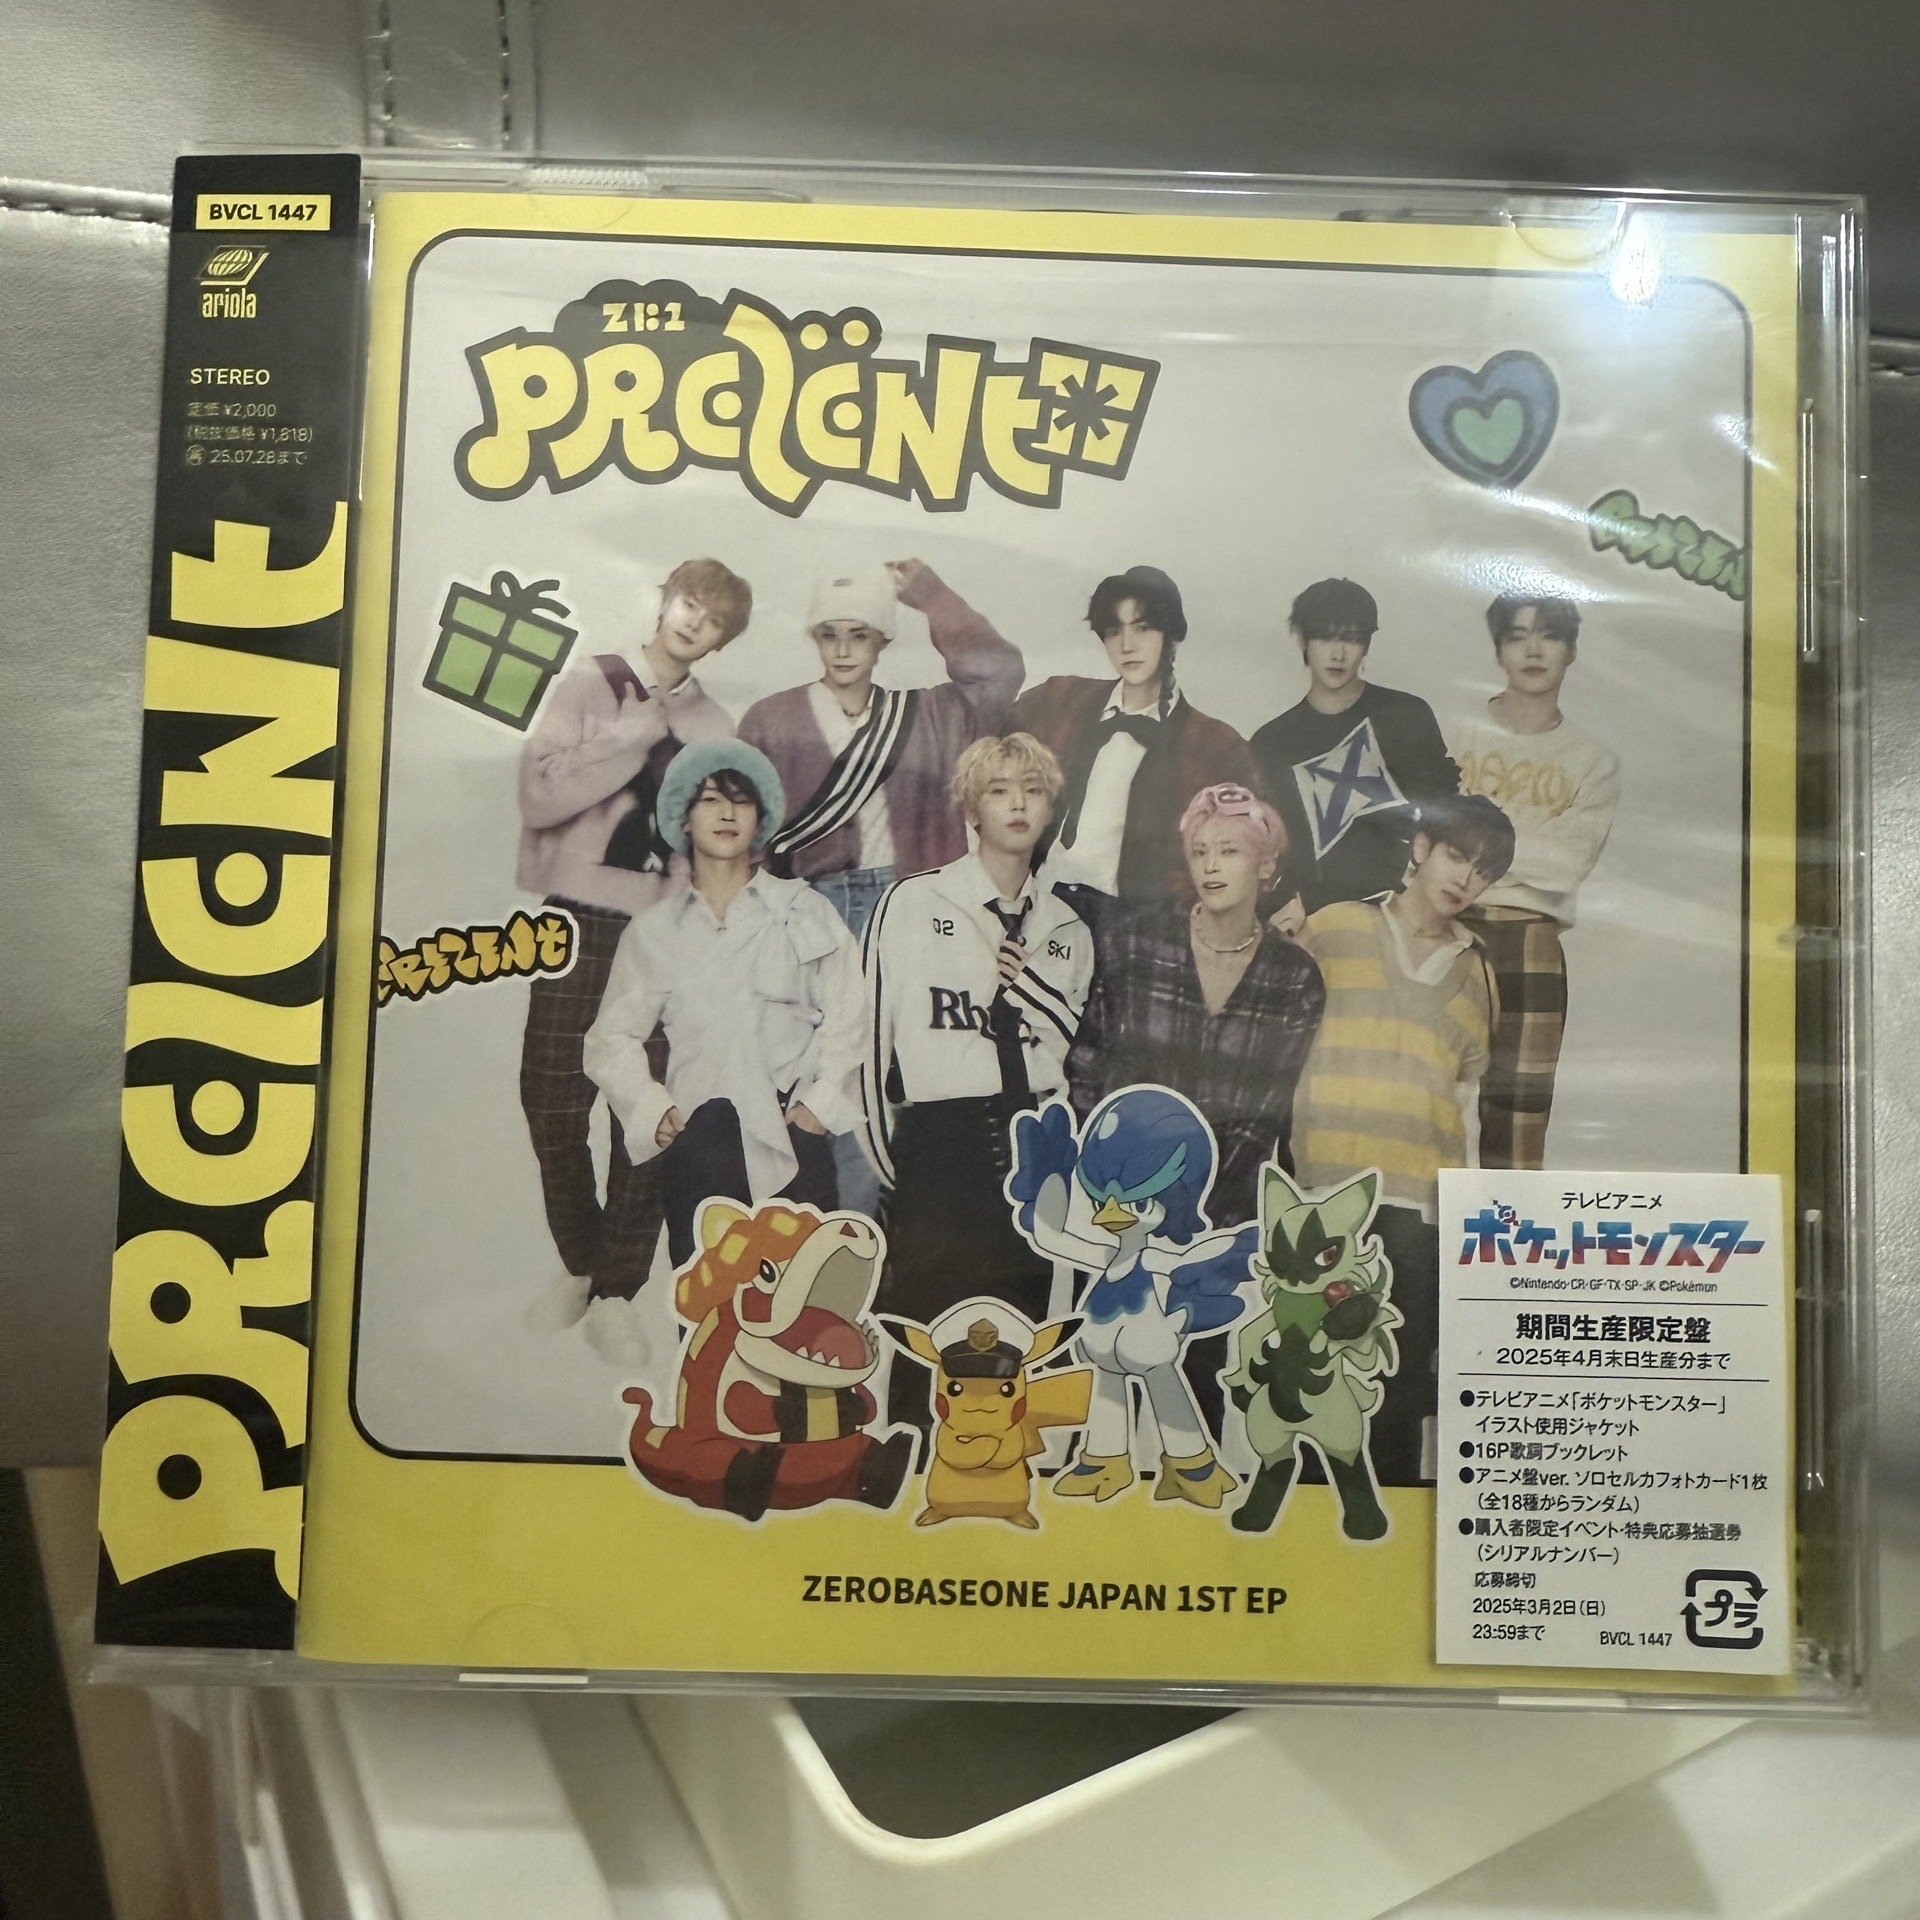 BVCL 1447
ariola
STEREO
定価 ¥2,000
(税抜価格 ¥1,818)
再 25.07.28まで
PREZENT
ZB1
PREZENT
PREZEN
PREZENT
02
SKI
Rh
テレビアニメ
ポケットモンスター
©Nintendo・CR・GF・TX・SP・JK ©Pokémon
期間生産限定盤
2025年4月末日生産分まで
●テレビアニメ「ポケットモンスター」
イラスト使用ジャケット
●16P歌詞ブックレット
●アニメ盤ver. ソロセルカフォトカード1枚
(全18種からランダム)
●購入者限定イベント・特典応募抽選券
(シリアルナンバー)
応募締切
2025年3月2日(日)
23:59まで
BVCL 1447
プラ
ZEROBASEONE JAPAN 1ST EP